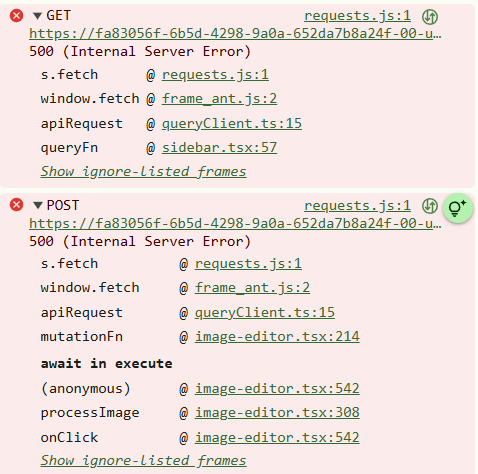 GET requests.js:1
https://fa83056f-6b5d-4298-9a0a-652da7b8a24f-00-u…
500 (Internal Server Error)
s.fetch @ requests.js:1
window.fetch @ frame_ant.js:2
apiRequest @ queryClient.ts:15
queryFn @ sidebar.tsx:57
Show ignore-listed frames
POST requests.js:1
https://fa83056f-6b5d-4298-9a0a-652da7b8a24f-00-u…
500 (Internal Server Error)
s.fetch @ requests.js:1
window.fetch @ frame_ant.js:2
apiRequest @ queryClient.ts:15
mutationFn @ image-editor.tsx:214
await in execute
(anonymous) @ image-editor.tsx:542
processImage @ image-editor.tsx:308
onClick @ image-editor.tsx:542
Show ignore-listed frames